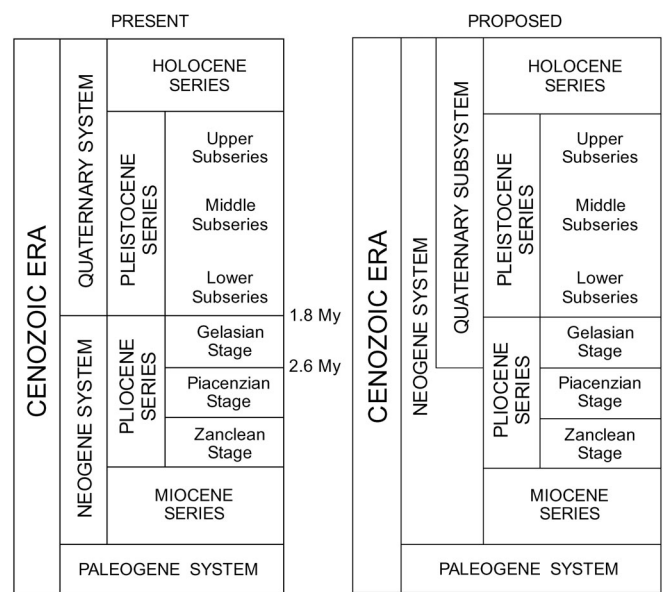 PRESENT
CENOZOIC ERA
QUATERNARY SYSTEM
HOLOCENE
SERIES
PLEISTOCENE
SERIES
Upper
Subseries
Middle
Subseries
Lower
Subseries
1.8 My
NEOGENE SYSTEM
PLIOCENE
SERIES
Gelasian
Stage
2.6 My
Piacenzian
Stage
Zanclean
Stage
MIOCENE
SERIES
PALEOGENE SYSTEM
PROPOSED
CENOZOIC ERA
NEOGENE SYSTEM
QUATERNARY SUBSYSTEM
HOLOCENE
SERIES
PLEISTOCENE
SERIES
Upper
Subseries
Middle
Subseries
Lower
Subseries
PLIOCENE
SERIES
Gelasian
Stage
Piacenzian
Stage
Zanclean
Stage
MIOCENE
SERIES
PALEOGENE SYSTEM